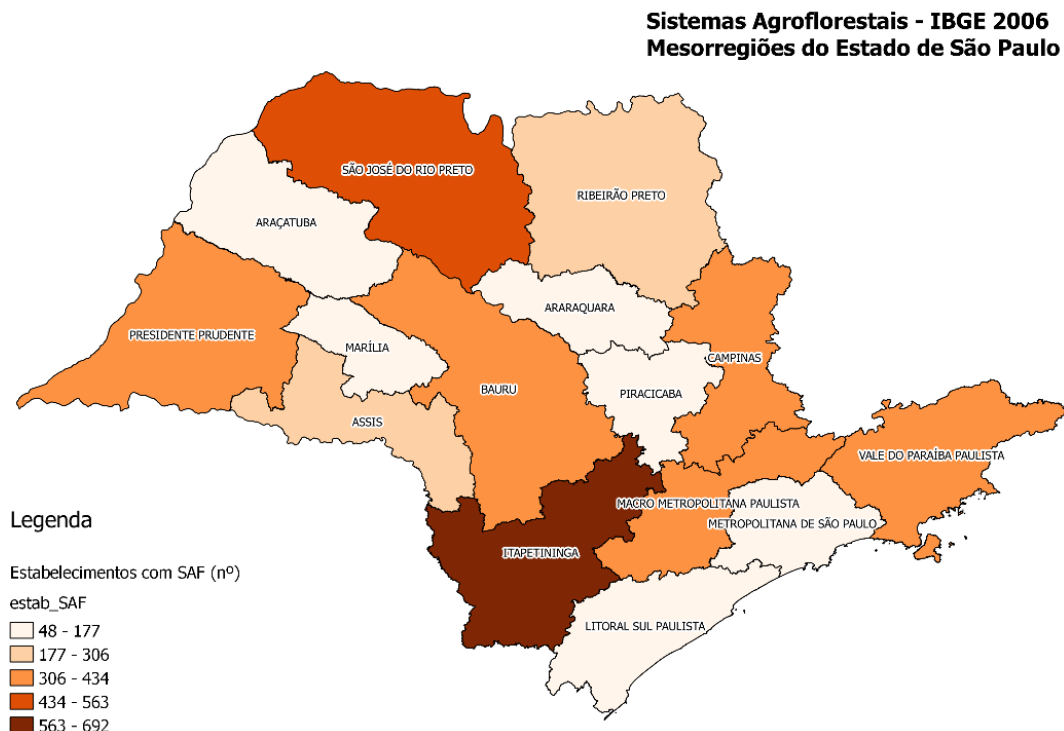 Sistemas Agroflorestais - IBGE 2006
Mesorregiões do Estado de São Paulo
SÃO JOSÉ DO RIO PRETO
RIBEIRÃO PRETO
ARAÇATUBA
ARARAQUARA
PRESIDENTE PRUDENTE
MARÍLIA
CAMPINAS
BAURU
PIRACICABA
ASSIS
VALE DO PARAÍBA PAULISTA
MACRO METROPOLITANA PAULISTA
METROPOLITANA DE SÃO PAULO
ITAPETININGA
LITORAL SUL PAULISTA
Legenda
Estabelecimentos com SAF (nº)
estab_SAF
48 - 177
177 - 306
306 - 434
434 - 563
563 - 692